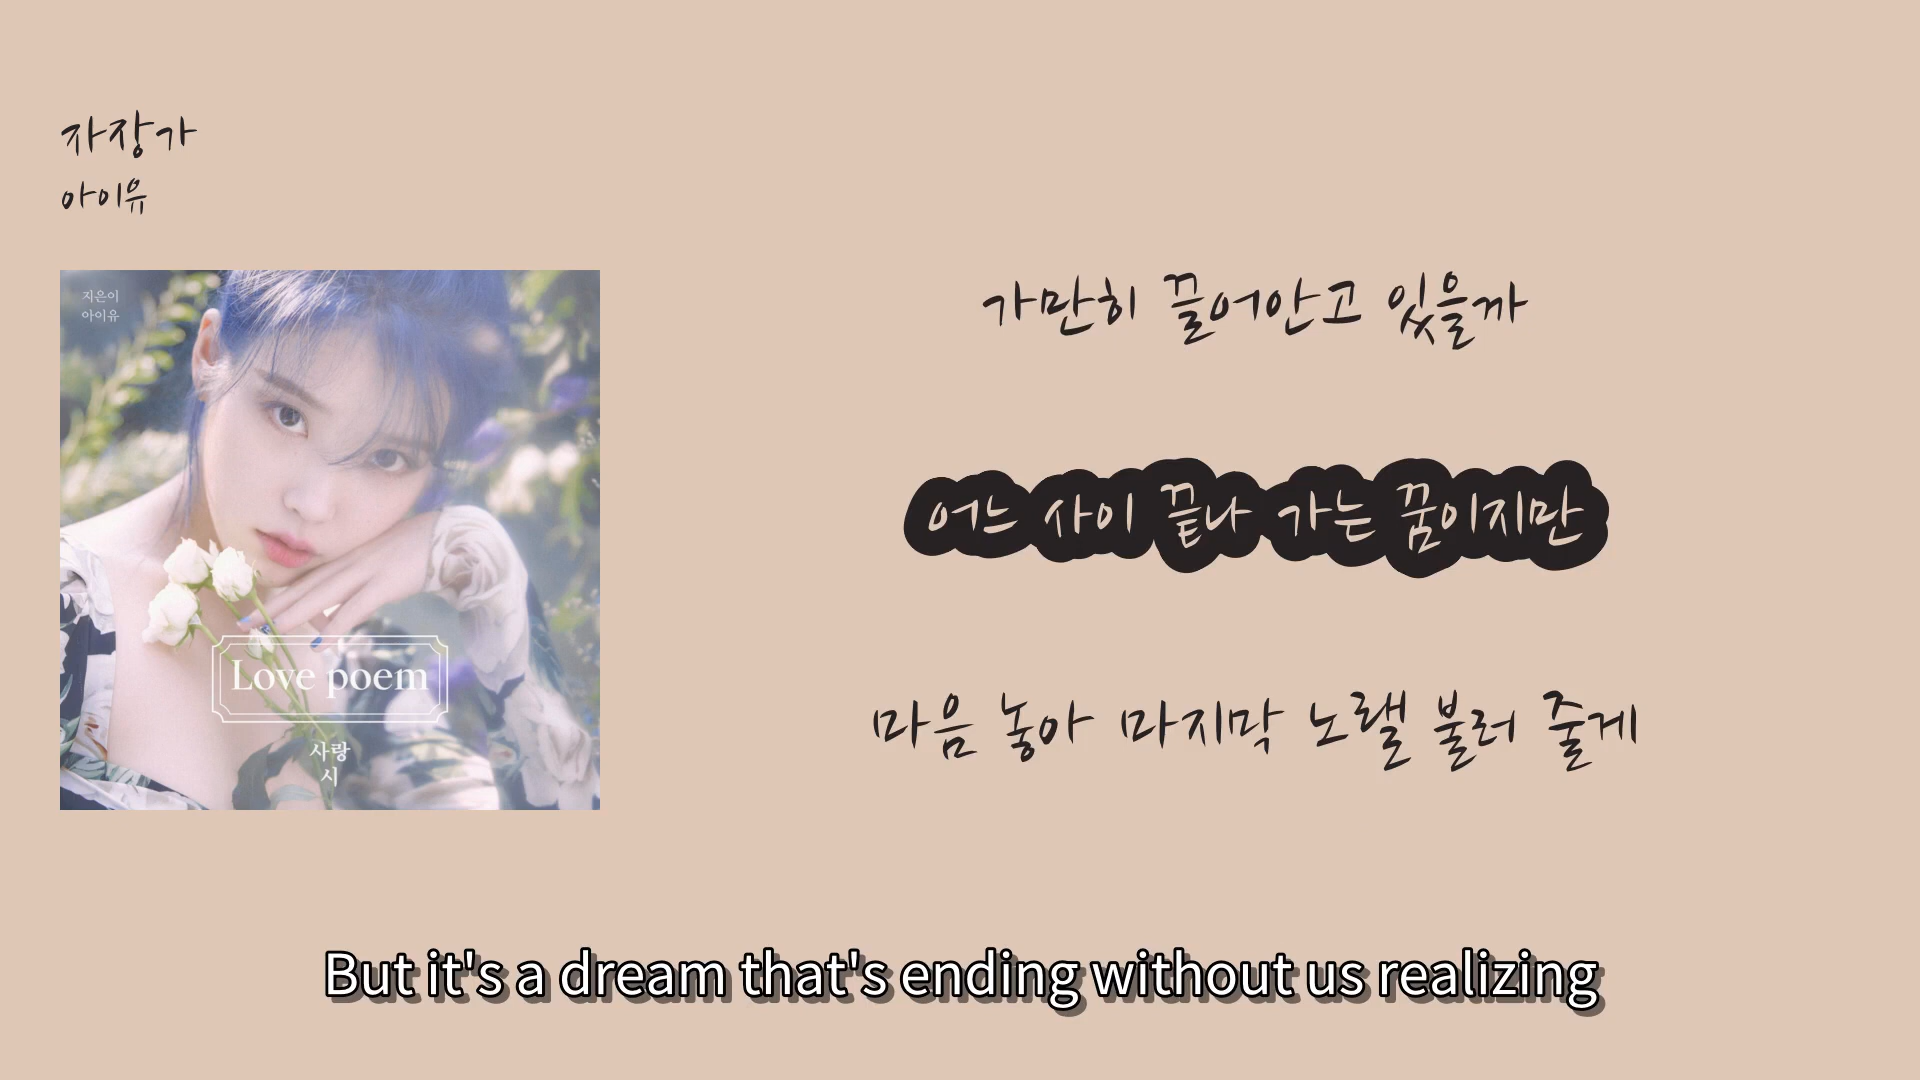 자장가
아이유
지은이
아이유
Love poem
사랑
시
가만히 끌어안고 있을까
어느 사이 끝나 가는 꿈이지만
마음 놓아 마지막 노랠 불러 줄게
But it's a dream that's ending without us realizing